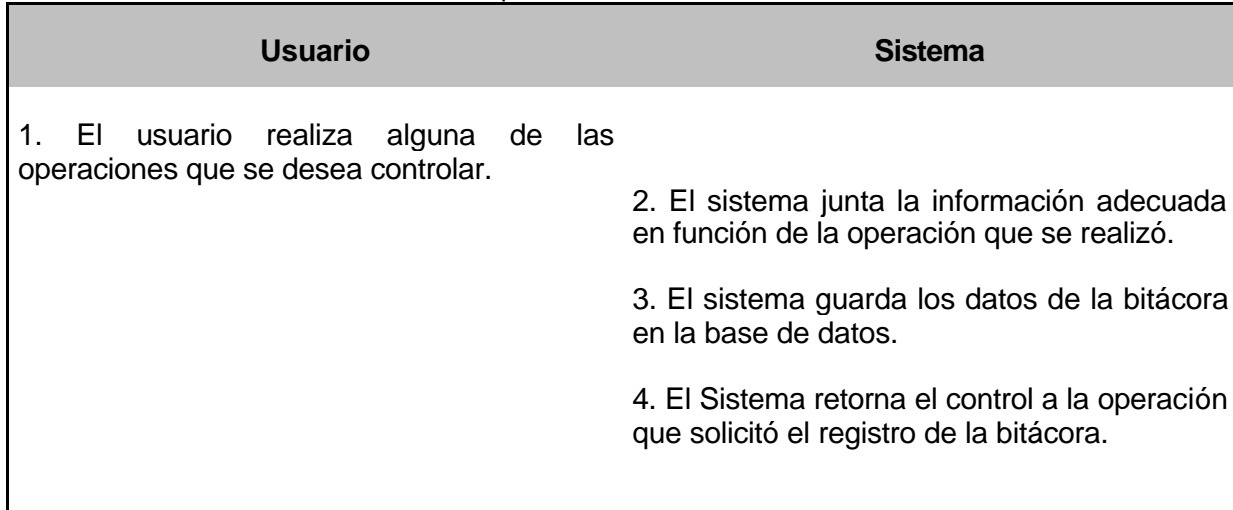 Usuario
Sistema
1. El usuario realiza alguna de las
operaciones que se desea controlar.
2. El sistema junta la información adecuada
en función de la operación que se realizó.
3. El sistema guarda los datos de la bitácora
en la base de datos.
4. El Sistema retorna el control a la operación
que solicitó el registro de la bitácora.